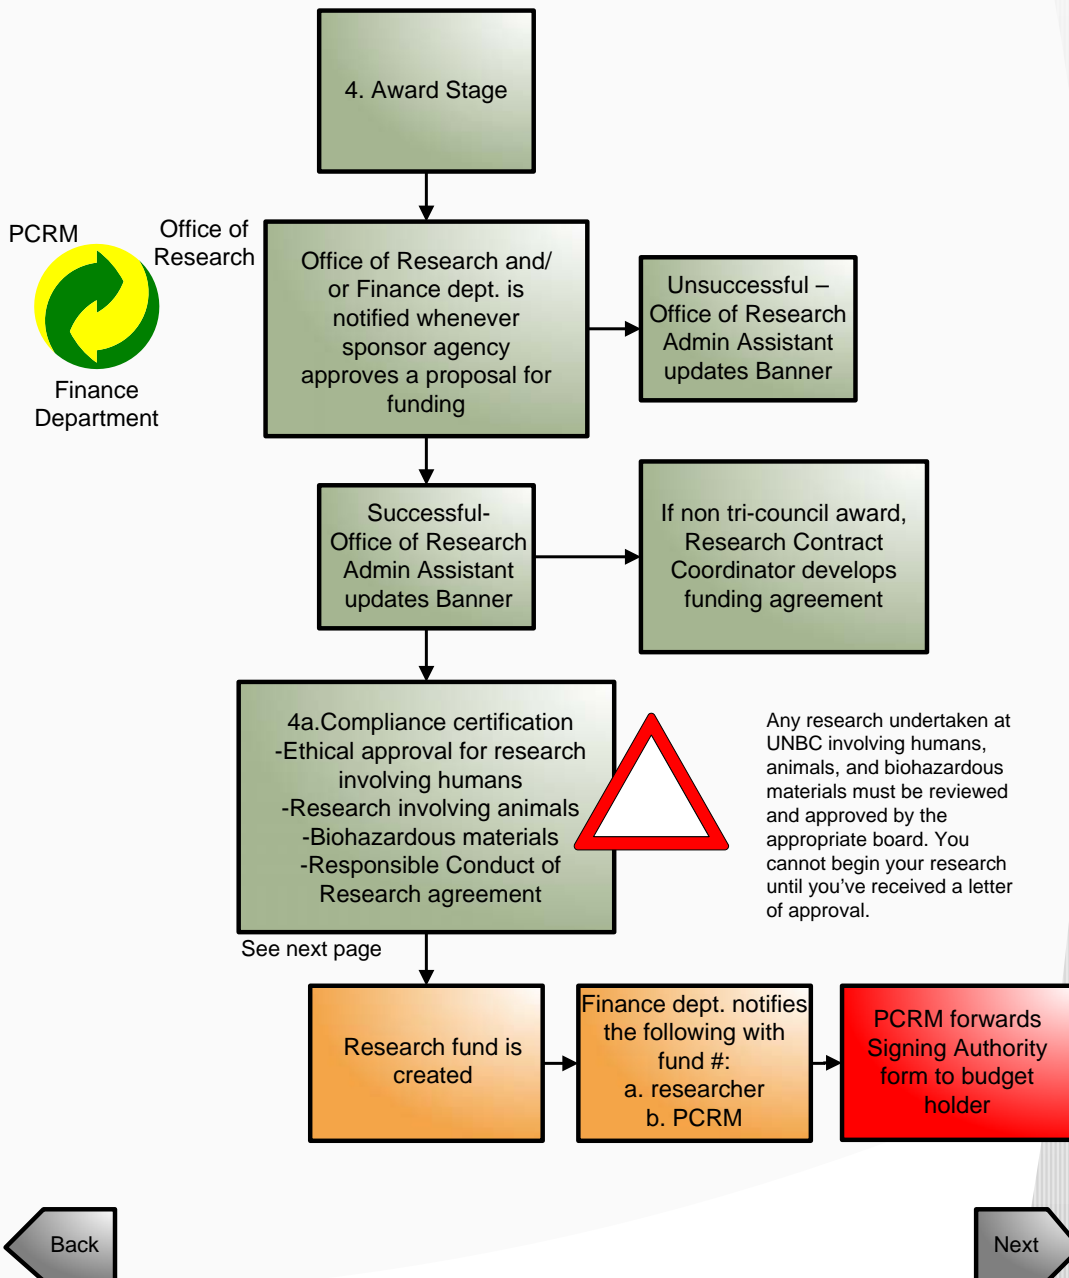 4. Award Stage
PCRM
Office of
Research
Finance
Department
Office of Research and/
or Finance dept. is
notified whenever
sponsor agency
approves a proposal for
funding
Unsuccessful –
Office of Research
Admin Assistant
updates Banner
Successful-
Office of Research
Admin Assistant
updates Banner
If non tri-council award,
Research Contract
Coordinator develops
funding agreement
4a.Compliance certification
-Ethical approval for research
involving humans
-Research involving animals
-Biohazardous materials
-Responsible Conduct of
Research agreement
Any research undertaken at
UNBC involving humans,
animals, and biohazardous
materials must be reviewed
and approved by the
appropriate board. You
cannot begin your research
until you’ve received a letter
of approval.
See next page
Research fund is
created
Finance dept. notifies
the following with
fund #:
a. researcher
b. PCRM
PCRM forwards
Signing Authority
form to budget
holder
Back
Next